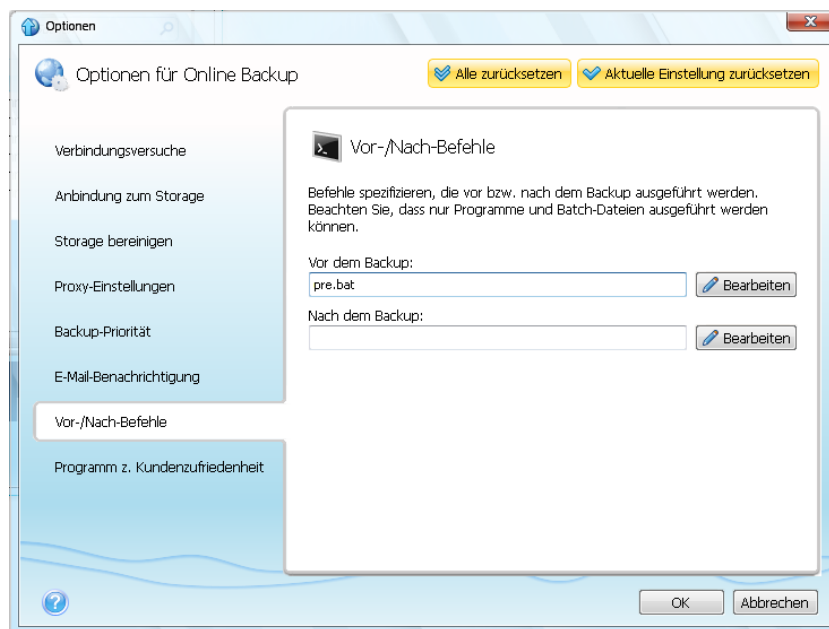 Optionen
Optionen für Online Backup
Alle zurücksetzen
Aktuelle Einstellung zurücksetzen
Verbindungsversuche
Anbindung zum Storage
Storage bereinigen
Proxy-Einstellungen
Backup-Priorität
E-Mail-Benachrichtigung
Vor-/Nach-Befehle
Programm z. Kundenzufriedenheit
Vor-/Nach-Befehle
Befehle spezifizieren, die vor bzw. nach dem Backup ausgeführt werden.
Beachten Sie, dass nur Programme und Batch-Dateien ausgeführt werden
können.
Vor dem Backup:
pre.bat
Bearbeiten
Nach dem Backup:
Bearbeiten
OK
Abbrechen